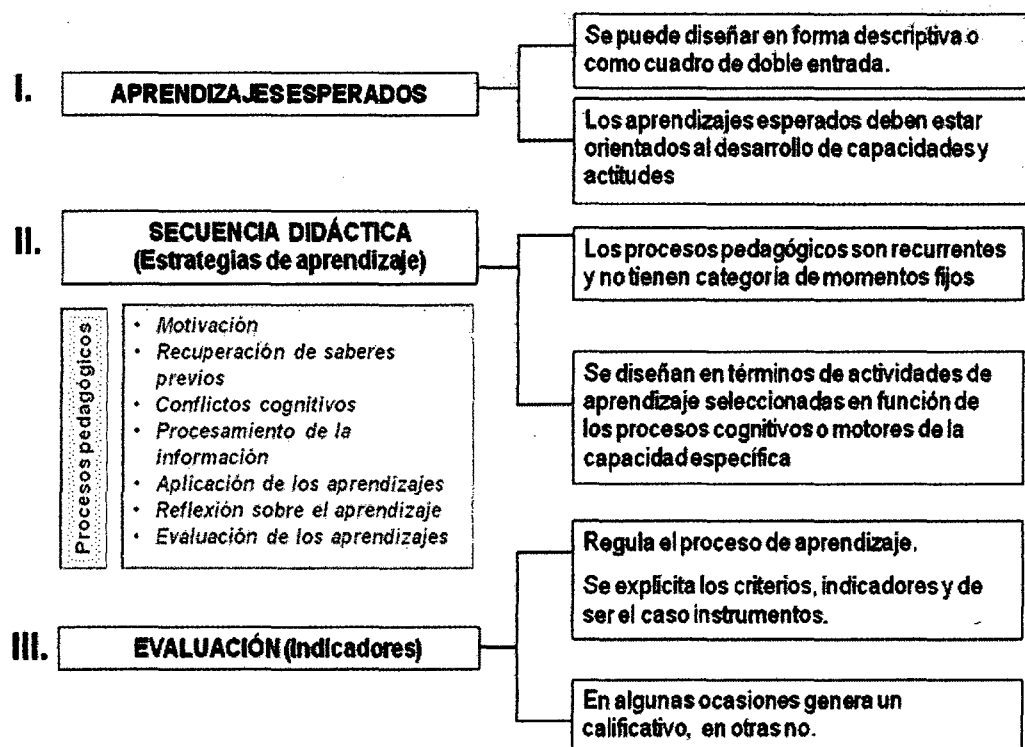 I.
APRENDIZAJES ESPERADOS
Se puede diseñar en forma descriptiva o
como cuadro de doble entrada.
Los aprendizajes esperados deben estar
orientados al desarrollo de capacidades y
actitudes
II.
SECUENCIA DIDÁCTICA
(Estrategias de aprendizaje)
Los procesos pedagógicos son recurrentes
y no tienen categoría de momentos fijos
Se diseñan en términos de actividades de
aprendizaje seleccionadas en función de
los procesos cognitivos o motores de la
capacidad específica
Procesos pedagógicos
• Motivación
• Recuperación de saberes
previos
• Conflictos cognitivos
• Procesamiento de la
información
• Aplicación de los aprendizajes
• Reflexión sobre el aprendizaje
• Evaluación de los aprendizajes
III.
EVALUACIÓN (Indicadores)
Regula el proceso de aprendizaje.
Se explicita los criterios, indicadores y de
ser el caso instrumentos.
En algunas ocasiones genera un
calificativo, en otras no.